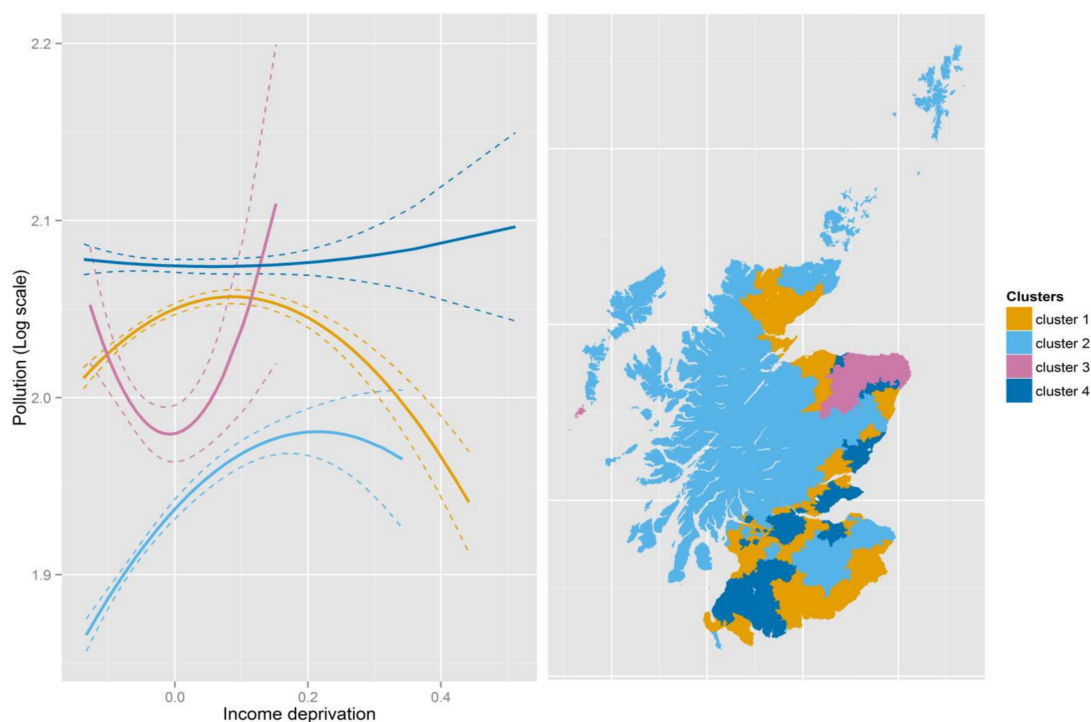 2.2
2.1
2.0
1.9
Pollution (Log scale)
0.0 0.2 0.4
Income deprivation
Clusters
cluster 1
cluster 2
cluster 3
cluster 4